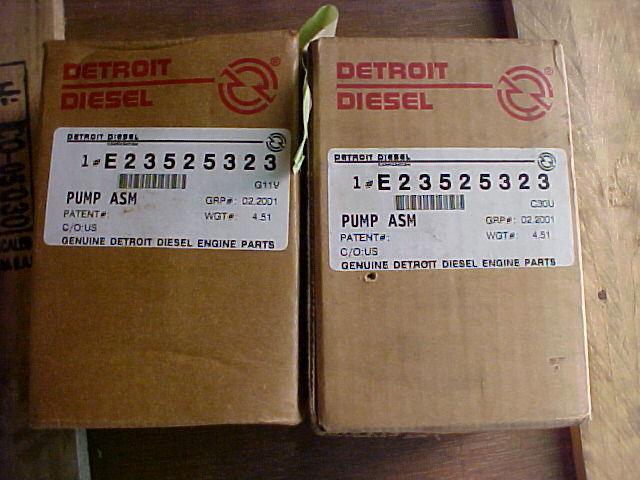 DETROIT
DIESEL
®
DETROIT DIESEL
CORPORATION
1# E23525323
G11V
PUMP ASM
GRP#: 02.2001
PATENT#:
WGT#: 4.51
C/O:US
GENUINE DETROIT DIESEL ENGINE PARTS
DETROIT
DIESEL
®
DETROIT DIESEL
CORPORATION
1# E23525323
C30U
PUMP ASM
GRP#: 02.2001
PATENT#:
WGT#: 4.51
C/O:US
GENUINE DETROIT DIESEL ENGINE PARTS